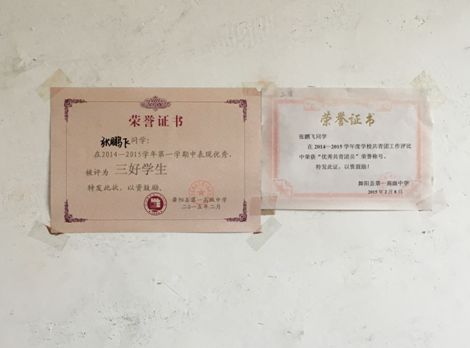 荣誉证书
张鹏飞同学：
在2014—2015学年第一学期中表现优秀，
被评为 三好学生
特发此状，以资鼓励。
舞阳县第一高级中学
二〇一五年二月
荣誉证书
张鹏飞同学
在2014—2015学年度学校共青团工作评比
中荣获“优秀共青团员”荣誉称号。
特发此证，以资鼓励！
舞阳县第一高级中学
2015年2月8日